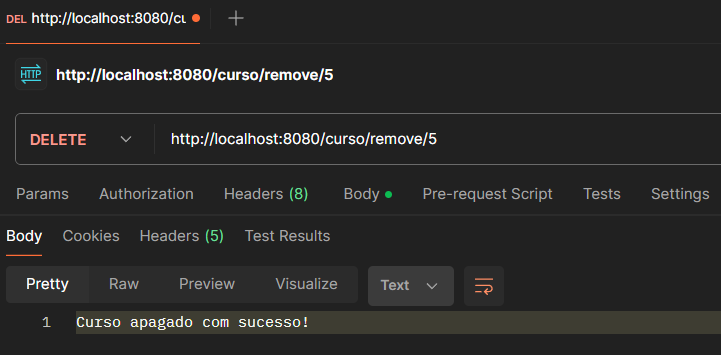 DEL http://localhost:8080/cu
HTTP http://localhost:8080/curso/remove/5
DELETE http://localhost:8080/curso/remove/5
Params Authorization Headers (8) Body Pre-request Script Tests Settings
Body Cookies Headers (5) Test Results
Pretty Raw Preview Visualize Text
1 Curso apagado com sucesso!